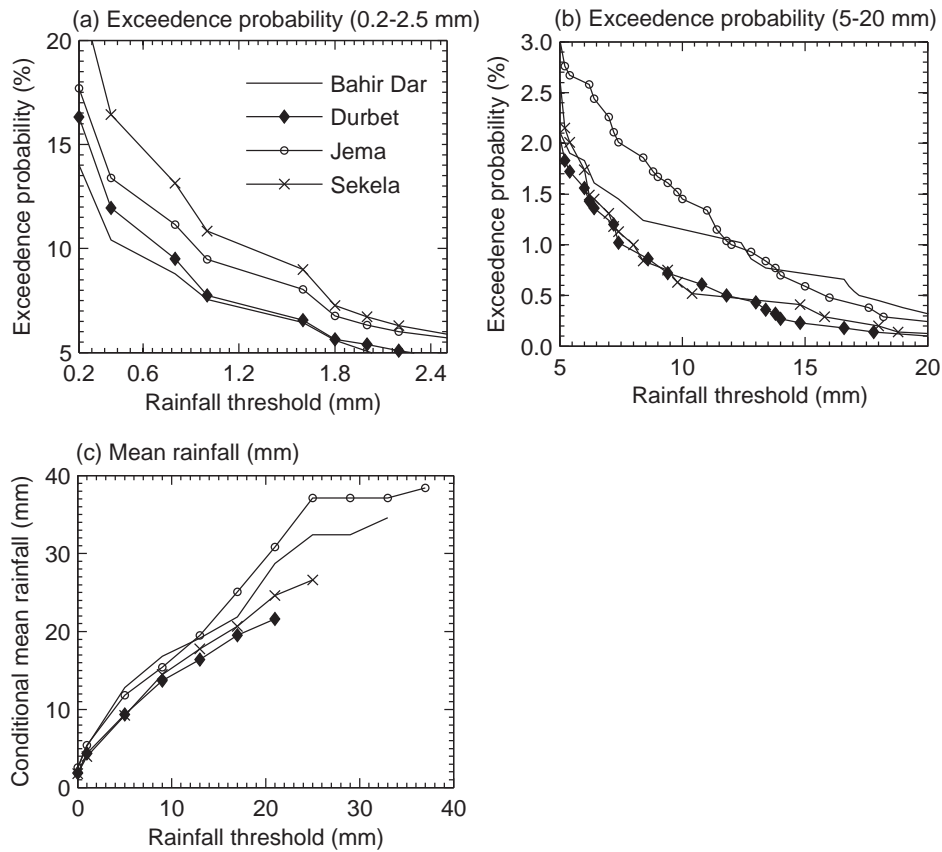 (a) Exceedence probability (0.2-2.5 mm)
20
15
10
5
Exceedence probability (%)
Bahir Dar
Durbet
Jema
Sekela
0.2 0.6 1.2 1.8 2.4
Rainfall threshold (mm)
(b) Exceedence probability (5-20 mm)
3.0
2.5
2.0
1.5
1.0
0.5
0.0
Exceedence probability (%)
5 10 15 20
Rainfall threshold (mm)
(c) Mean rainfall (mm)
40
30
20
10
0
Conditional mean rainfall (mm)
0 10 20 30 40
Rainfall threshold (mm)